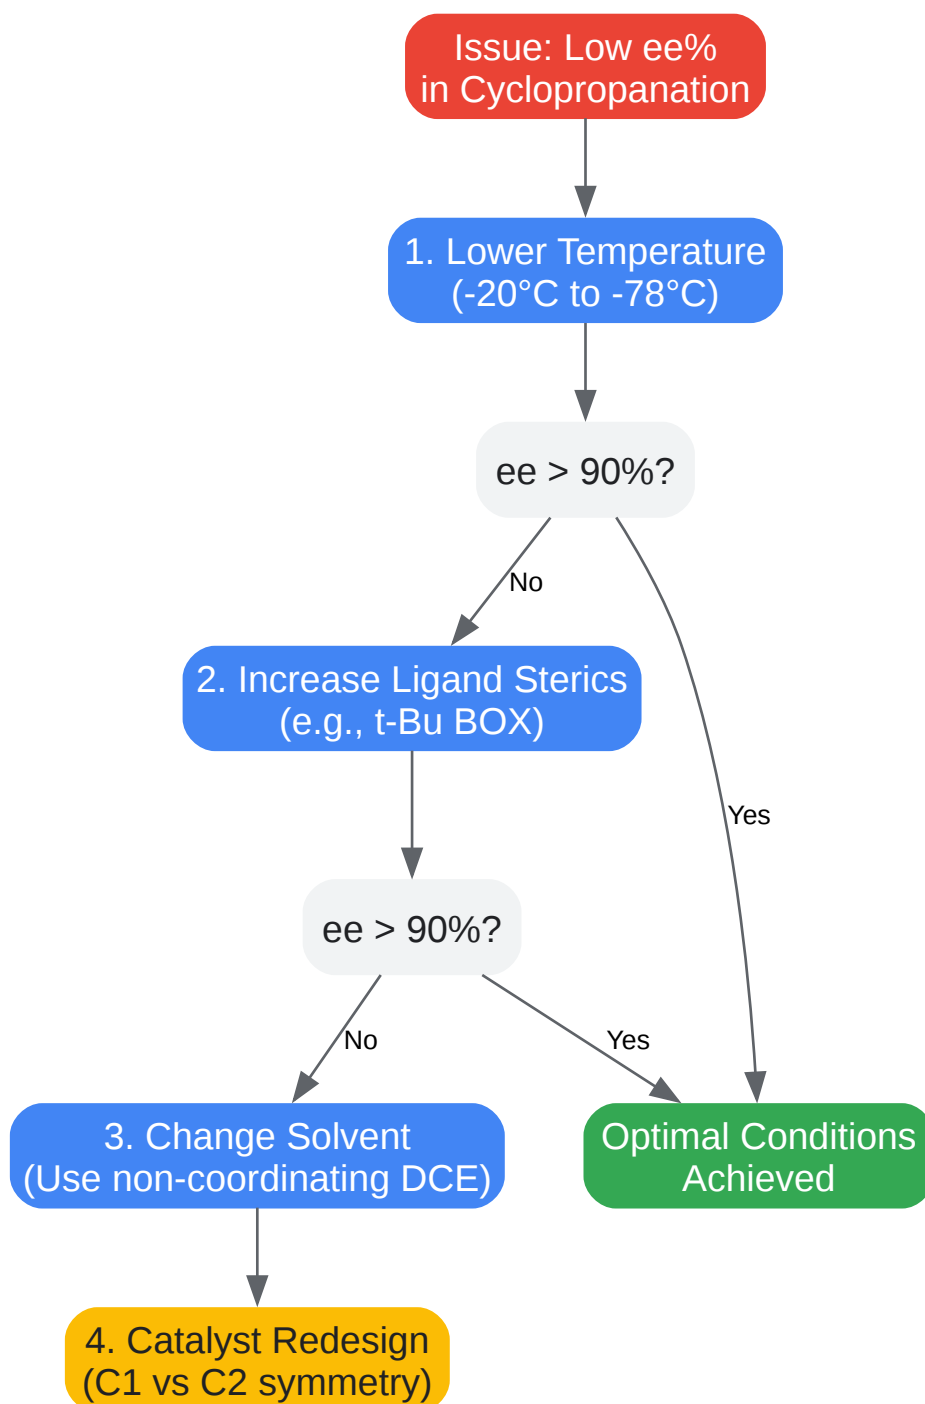 Issue: Low ee%
in Cyclopropanation
1. Lower Temperature
(-20°C to -78°C)
ee > 90%?
No
2. Increase Ligand Sterics
(e.g., t-Bu BOX)
Yes
ee > 90%?
No
Yes
3. Change Solvent
(Use non-coordinating DCE)
Optimal Conditions
Achieved
4. Catalyst Redesign
(C1 vs C2 symmetry)